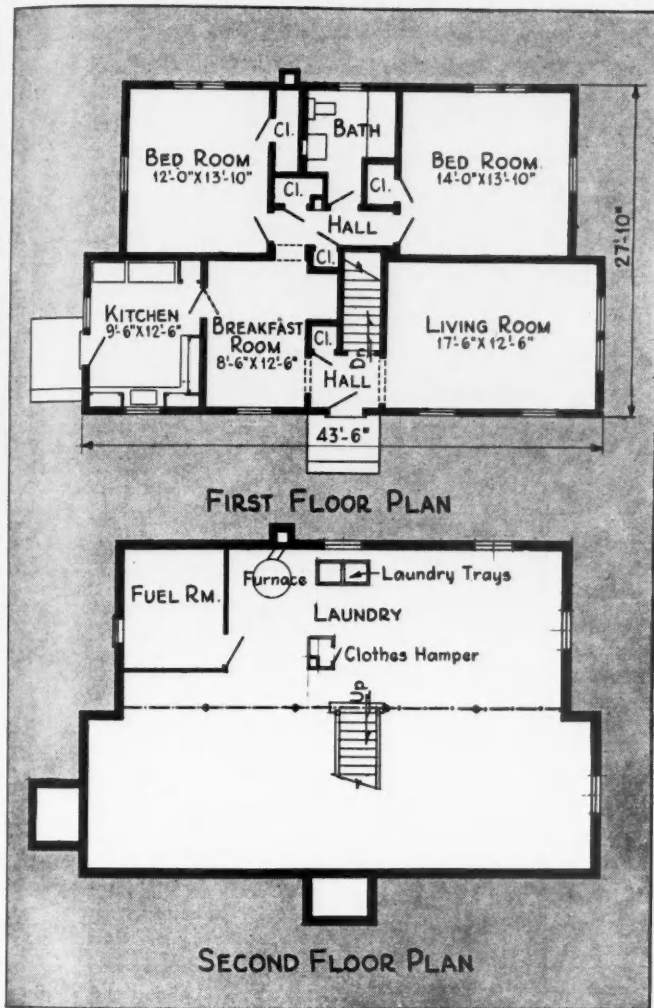 Cl.
BATH
BED ROOM
12'-0"X13'-10"
Cl.
Cl.
BED ROOM.
14'-0"X13'-10"
HALL
27'-10"
Cl.
KITCHEN
9'-6"X12'-6"
BREAKFAST
ROOM
8'-6"X12'-6"
Cl.
Dn
LIVING ROOM
17'-6"X12'-6"
HALL
43'-6"
FIRST FLOOR PLAN
FUEL RM.
Furnace
Laundry Trays
LAUNDRY
Clothes Hamper
Up
SECOND FLOOR PLAN